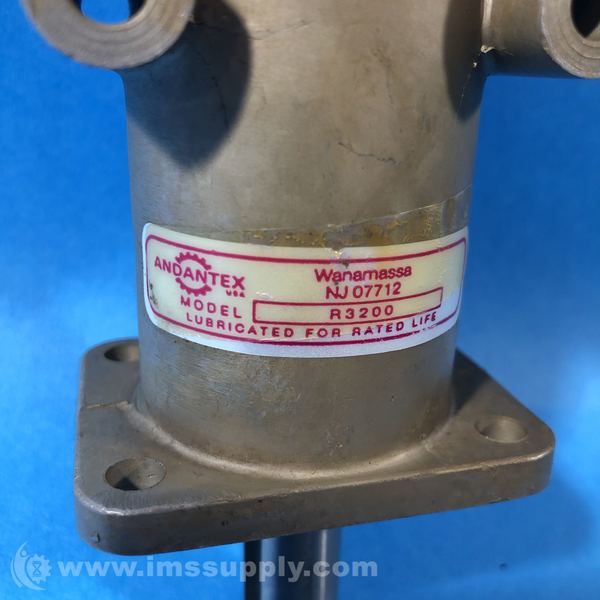 ANDANTEX
USA
Wanamassa
NJ 07712
MODEL R3200
LUBRICATED FOR RATED LIFE
www.imssupply.com